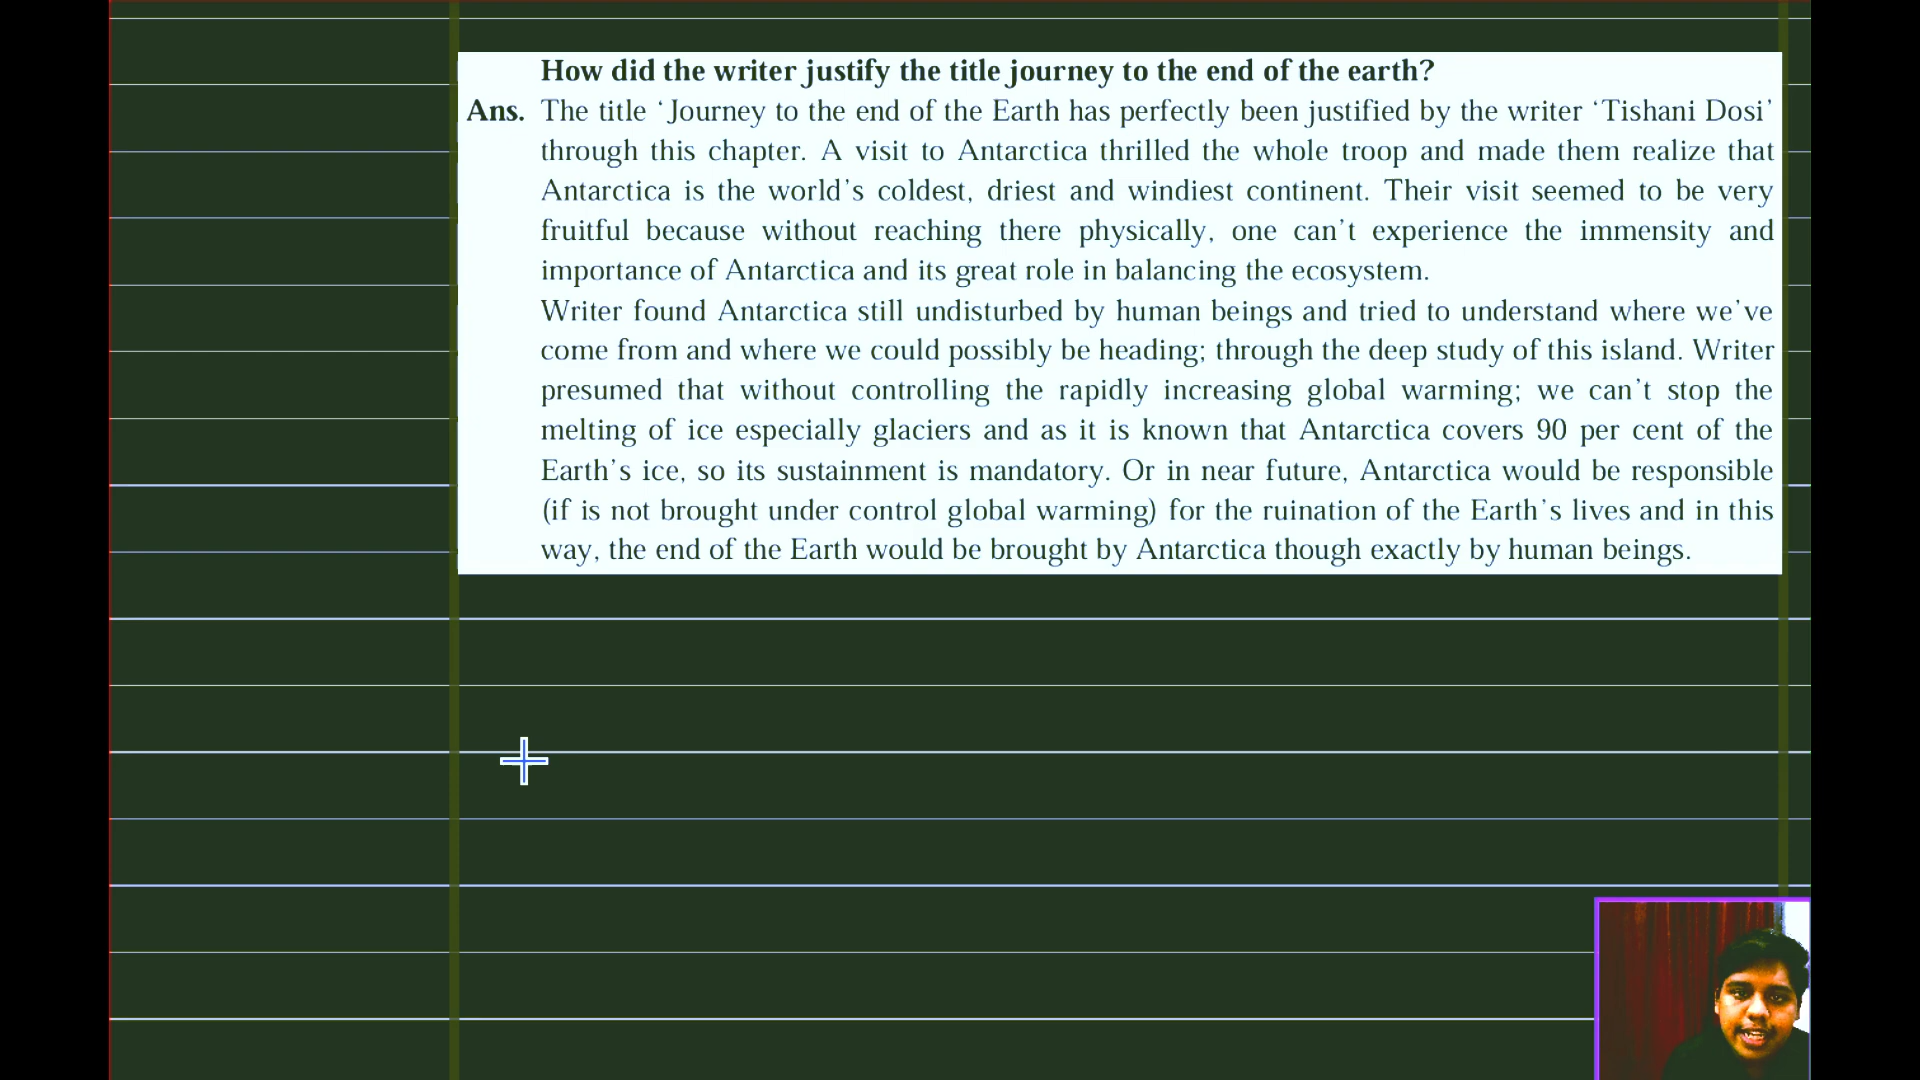 How did the writer justify the title journey to the end of the earth?
Ans. The title ‘Journey to the end of the Earth has perfectly been justified by the writer ‘Tishani Dosi’
through this chapter. A visit to Antarctica thrilled the whole troop and made them realize that
Antarctica is the world’s coldest, driest and windiest continent. Their visit seemed to be very
fruitful because without reaching there physically, one can’t experience the immensity and
importance of Antarctica and its great role in balancing the ecosystem.
Writer found Antarctica still undisturbed by human beings and tried to understand where we’ve
come from and where we could possibly be heading; through the deep study of this island. Writer
presumed that without controlling the rapidly increasing global warming; we can’t stop the
melting of ice especially glaciers and as it is known that Antarctica covers 90 per cent of the
Earth’s ice, so its sustainment is mandatory. Or in near future, Antarctica would be responsible
(if is not brought under control global warming) for the ruination of the Earth’s lives and in this
way, the end of the Earth would be brought by Antarctica though exactly by human beings.